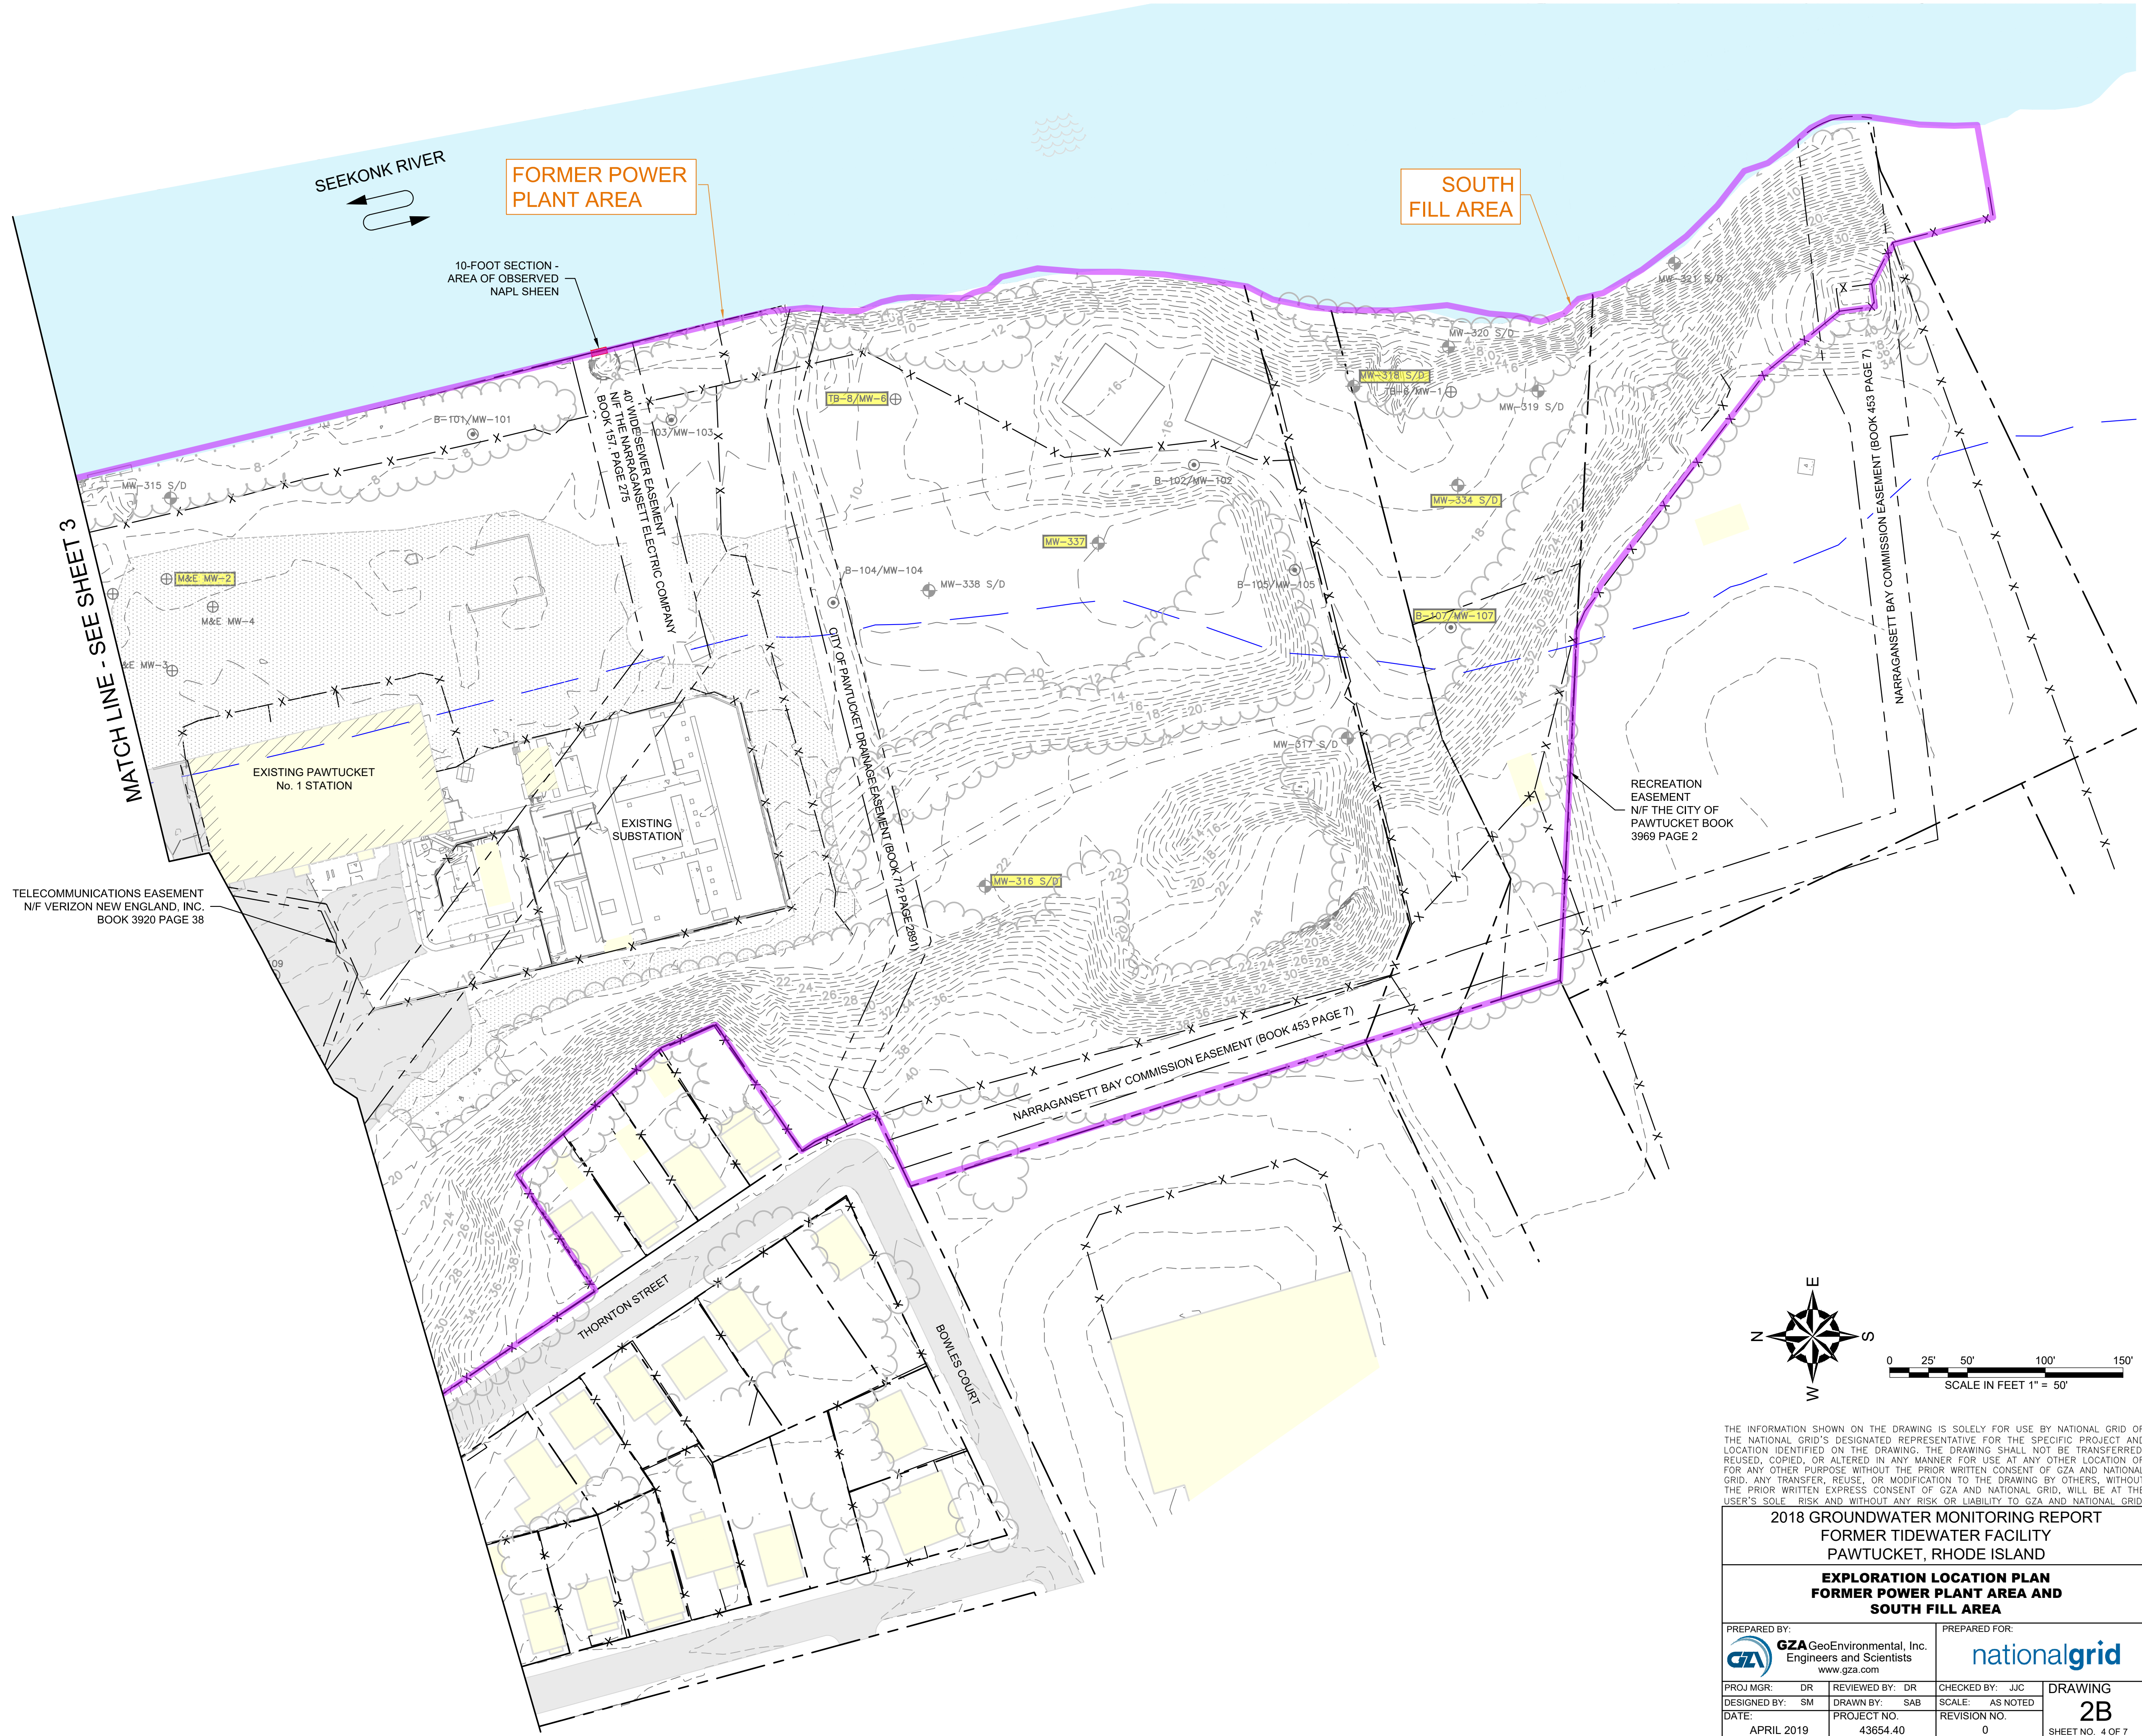 SEEKONK RIVER
FORMER POWER
PLANT AREA
SOUTH
FILL AREA
10-FOOT SECTION -
AREA OF OBSERVED
NAPL SHEEN
MW-321 S/D
MW-320 S/D
MW-318 S/D
TB-6/MW-1
MW-319 S/D
TB-8/MW-6
B-101/MW-101
B-103/MW-103
40' WIDE SEWER EASEMENT
N/F THE NARRAGANSETT ELECTRIC COMPANY
BOOK 157, PAGE 275
MW-315 S/D
B-102/MW-102
MW-334 S/D
MW-337
M&E MW-2
M&E MW-4
&E MW-3
B-104/MW-104
MW-338 S/D
B-105/MW-105
B-107/MW-107
MATCH LINE - SEE SHEET 3
CITY OF PAWTUCKET DRAINAGE EASEMENT (BOOK 712 PAGE 2891)
NARRAGANSETT BAY COMMISSION EASEMENT (BOOK 453 PAGE 7)
MW-317 S/D
EXISTING PAWTUCKET
No. 1 STATION
EXISTING
SUBSTATION
RECREATION
EASEMENT
N/F THE CITY OF
PAWTUCKET BOOK
3969 PAGE 2
MW-316 S/D
TELECOMMUNICATIONS EASEMENT
N/F VERIZON NEW ENGLAND, INC.
BOOK 3920 PAGE 38
09
NARRAGANSETT BAY COMMISSION EASEMENT (BOOK 453 PAGE 7)
THORNTON STREET
BOWLES COURT
E
N
S
W
0 25' 50' 100' 150'
SCALE IN FEET 1" = 50'
THE INFORMATION SHOWN ON THE DRAWING IS SOLELY FOR USE BY NATIONAL GRID OR
THE NATIONAL GRID'S DESIGNATED REPRESENTATIVE FOR THE SPECIFIC PROJECT AND
LOCATION IDENTIFIED ON THE DRAWING. THE DRAWING SHALL NOT BE TRANSFERRED,
REUSED, COPIED, OR ALTERED IN ANY MANNER FOR USE AT ANY OTHER LOCATION OR
FOR ANY OTHER PURPOSE WITHOUT THE PRIOR WRITTEN CONSENT OF GZA AND NATIONAL
GRID. ANY TRANSFER, REUSE, OR MODIFICATION TO THE DRAWING BY OTHERS, WITHOUT
THE PRIOR WRITTEN EXPRESS CONSENT OF GZA AND NATIONAL GRID, WILL BE AT THE
USER'S SOLE RISK AND WITHOUT ANY RISK OR LIABILITY TO GZA AND NATIONAL GRID
2018 GROUNDWATER MONITORING REPORT
FORMER TIDEWATER FACILITY
PAWTUCKET, RHODE ISLAND
EXPLORATION LOCATION PLAN
FORMER POWER PLANT AREA AND
SOUTH FILL AREA
PREPARED BY:
GZA GeoEnvironmental, Inc.
Engineers and Scientists
www.gza.com
GZA
PREPARED FOR:
nationalgrid
PROJ MGR: DR
REVIEWED BY: DR
CHECKED BY: JJC
DRAWING
DESIGNED BY: SM
DRAWN BY: SAB
SCALE: AS NOTED
2B
DATE:
PROJECT NO.
REVISION NO.
APRIL 2019
43654.40
0
SHEET NO. 4 OF 7